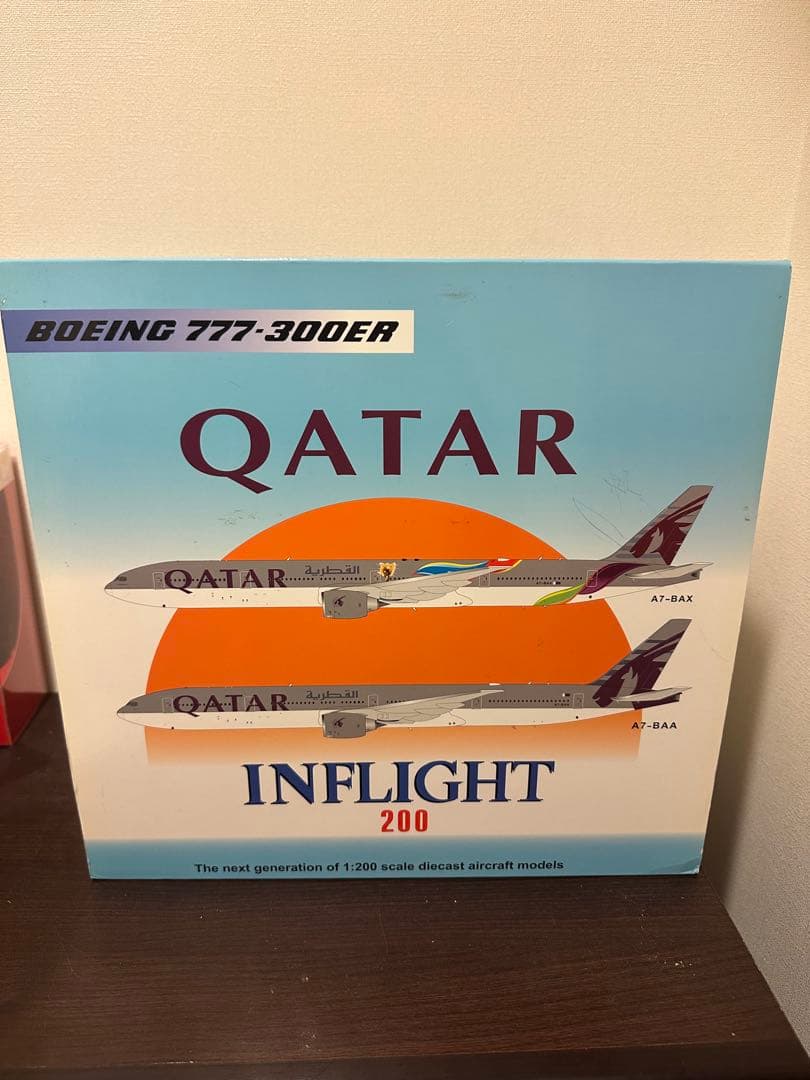 BOEING 777-300ER
QATAR
QATAR القطرية
A7-BAX
QATAR القطرية
A7-BAA
INFLIGHT
200
The next generation of 1:200 scale diecast aircraft models